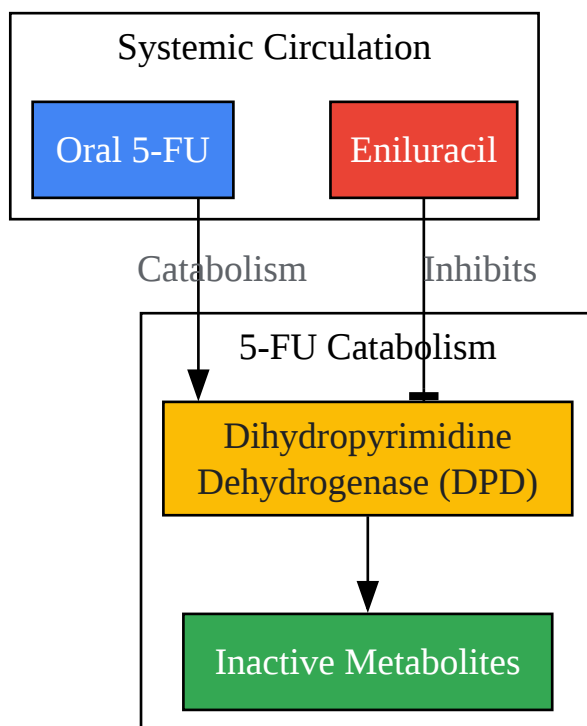 Systemic Circulation
Oral 5-FU
Eniluracil
Catabolism
Inhibits
5-FU Catabolism
Dihydropyrimidine
Dehydrogenase (DPD)
Inactive Metabolites